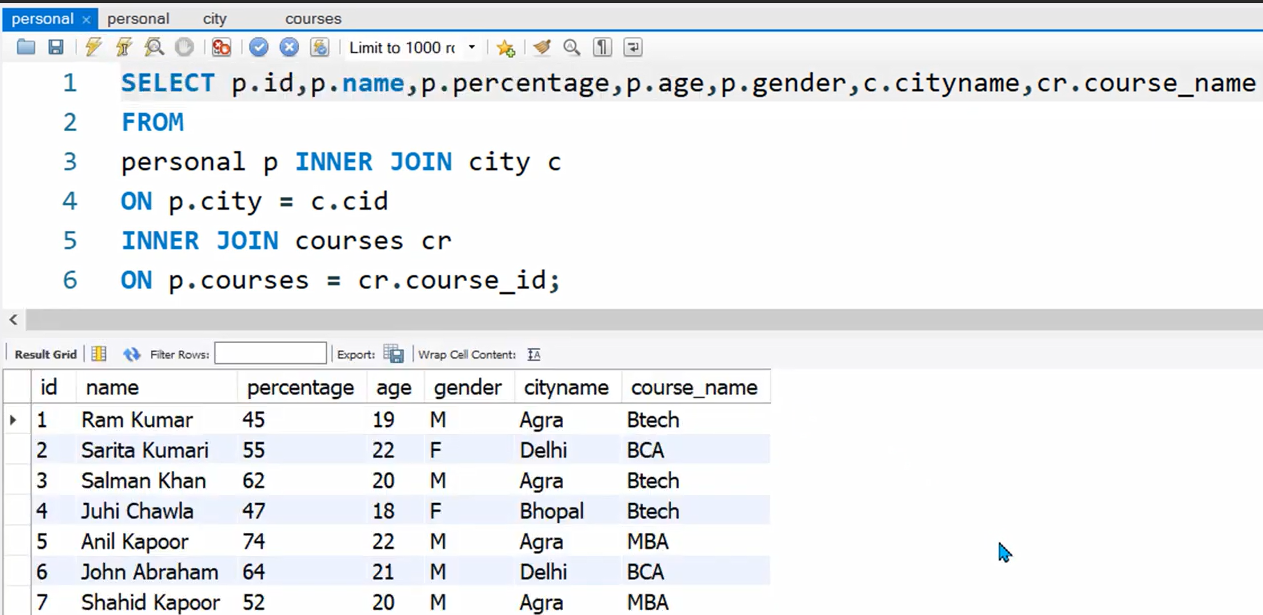 personal × personal city courses
Limit to 1000 rc
1 SELECT p.id,p.name,p.percentage,p.age,p.gender,c.cityname,cr.course_name
2 FROM
3 personal p INNER JOIN city c
4 ON p.city = c.cid
5 INNER JOIN courses cr
6 ON p.courses = cr.course_id;
Result Grid Filter Rows: Export: Wrap Cell Content: IA
id name percentage age gender cityname course_name
1 Ram Kumar 45 19 M Agra Btech
2 Sarita Kumari 55 22 F Delhi BCA
3 Salman Khan 62 20 M Agra Btech
4 Juhi Chawla 47 18 F Bhopal Btech
5 Anil Kapoor 74 22 M Agra MBA
6 John Abraham 64 21 M Delhi BCA
7 Shahid Kapoor 52 20 M Agra MBA